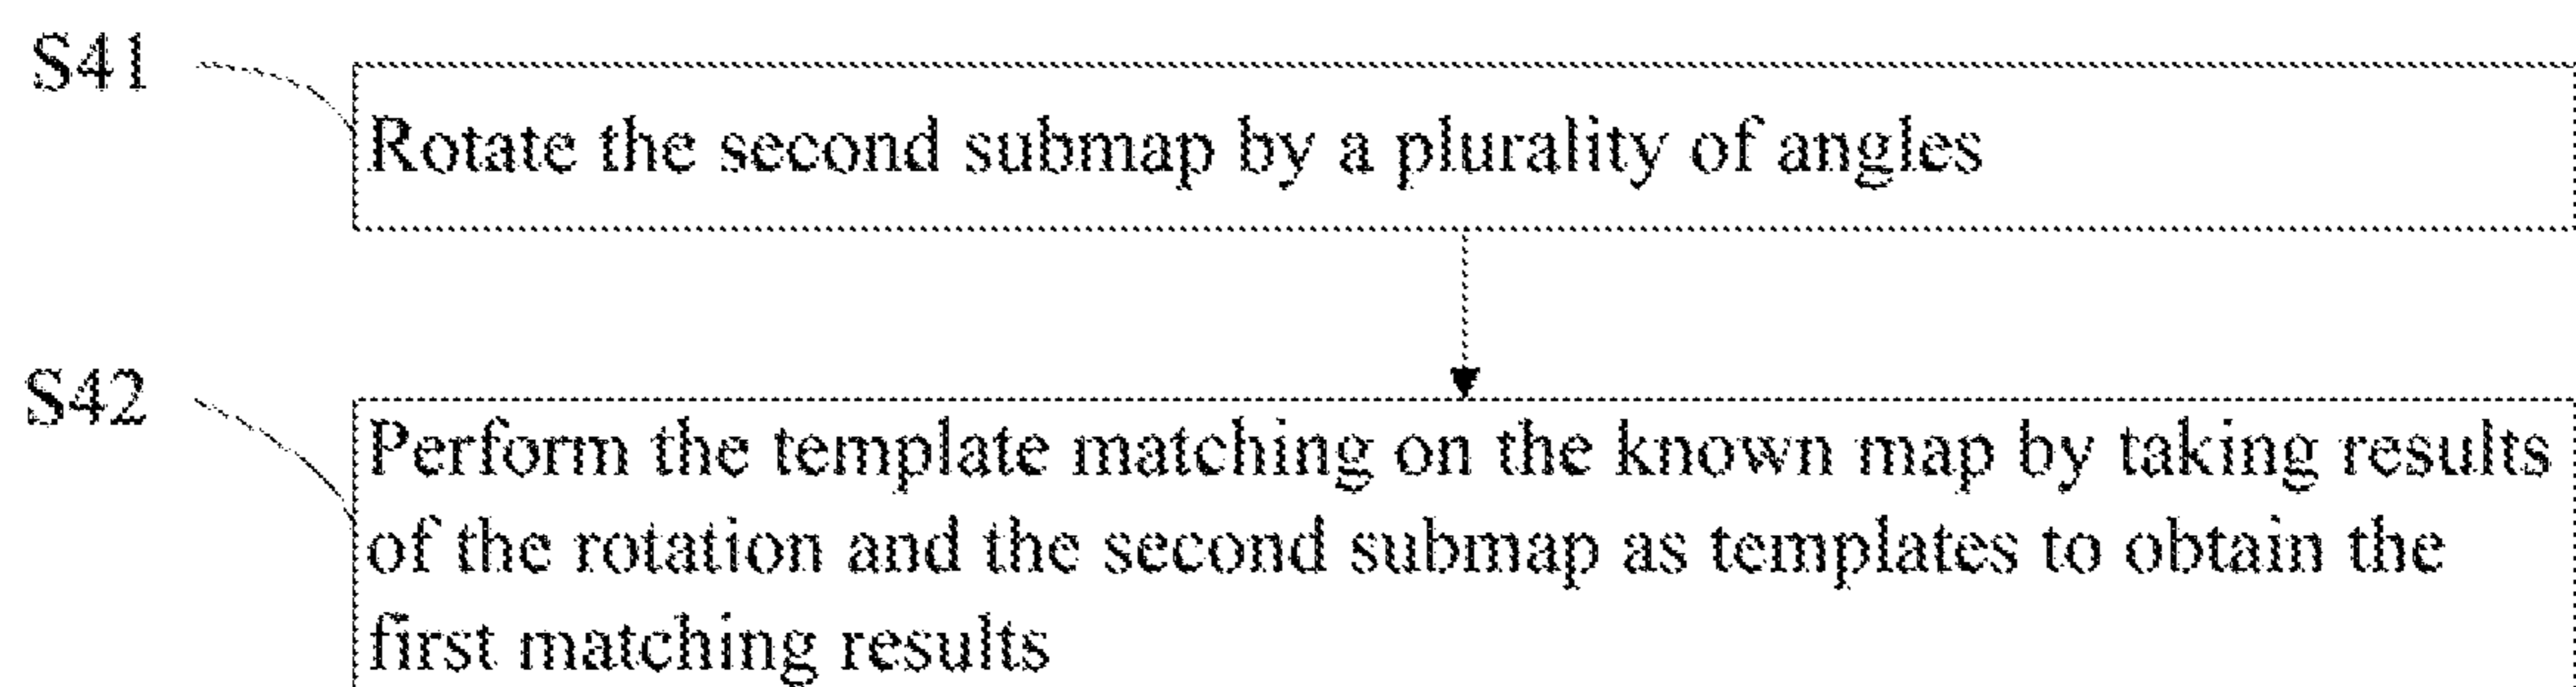 S41
Rotate the second submap by a plurality of angles
S42
Perform the template matching on the known map by taking results
of the rotation and the second submap as templates to obtain the
first matching results